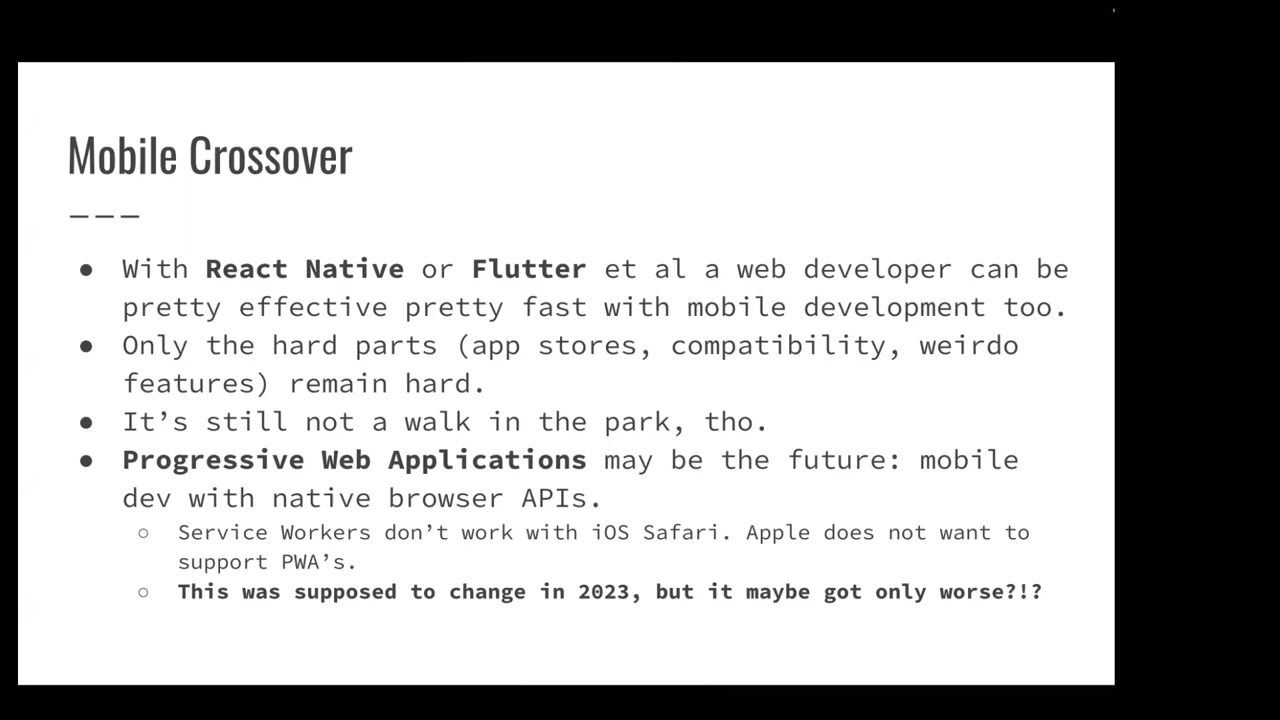 Mobile Crossover
———
● With React Native or Flutter et al a web developer can be
pretty effective pretty fast with mobile development too.
● Only the hard parts (app stores, compatibility, weirdo
features) remain hard.
● It’s still not a walk in the park, tho.
● Progressive Web Applications may be the future: mobile
dev with native browser APIs.
○ Service Workers don’t work with iOS Safari. Apple does not want to
support PWA’s.
○ This was supposed to change in 2023, but it maybe got only worse?!?